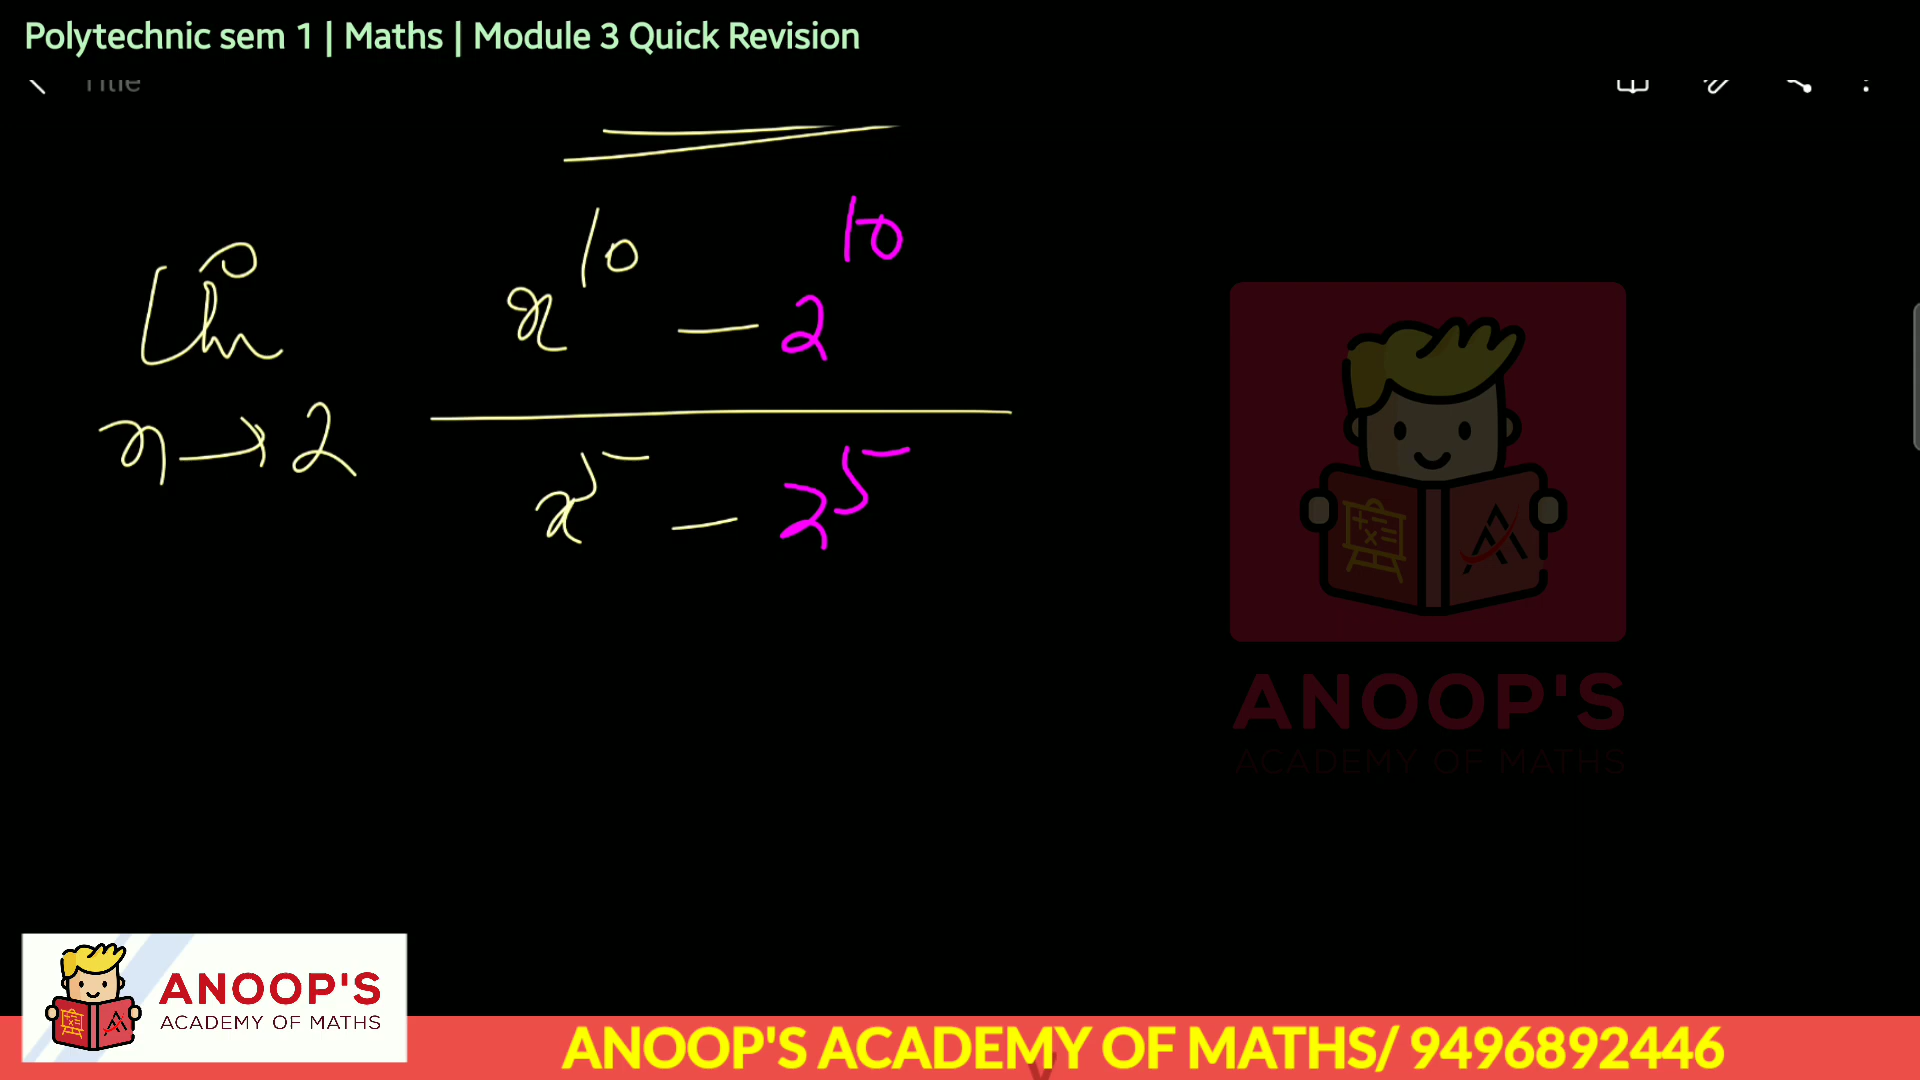 Polytechnic sem 1 | Maths | Module 3 Quick Revision
Title
Lim x → 2
x^10 - 2^10
x^5 - 2^5
ANOOP'S
ACADEMY OF MATHS
ANOOP'S
ACADEMY OF MATHS
ANOOP'S ACADEMY OF MATHS/ 9496892446